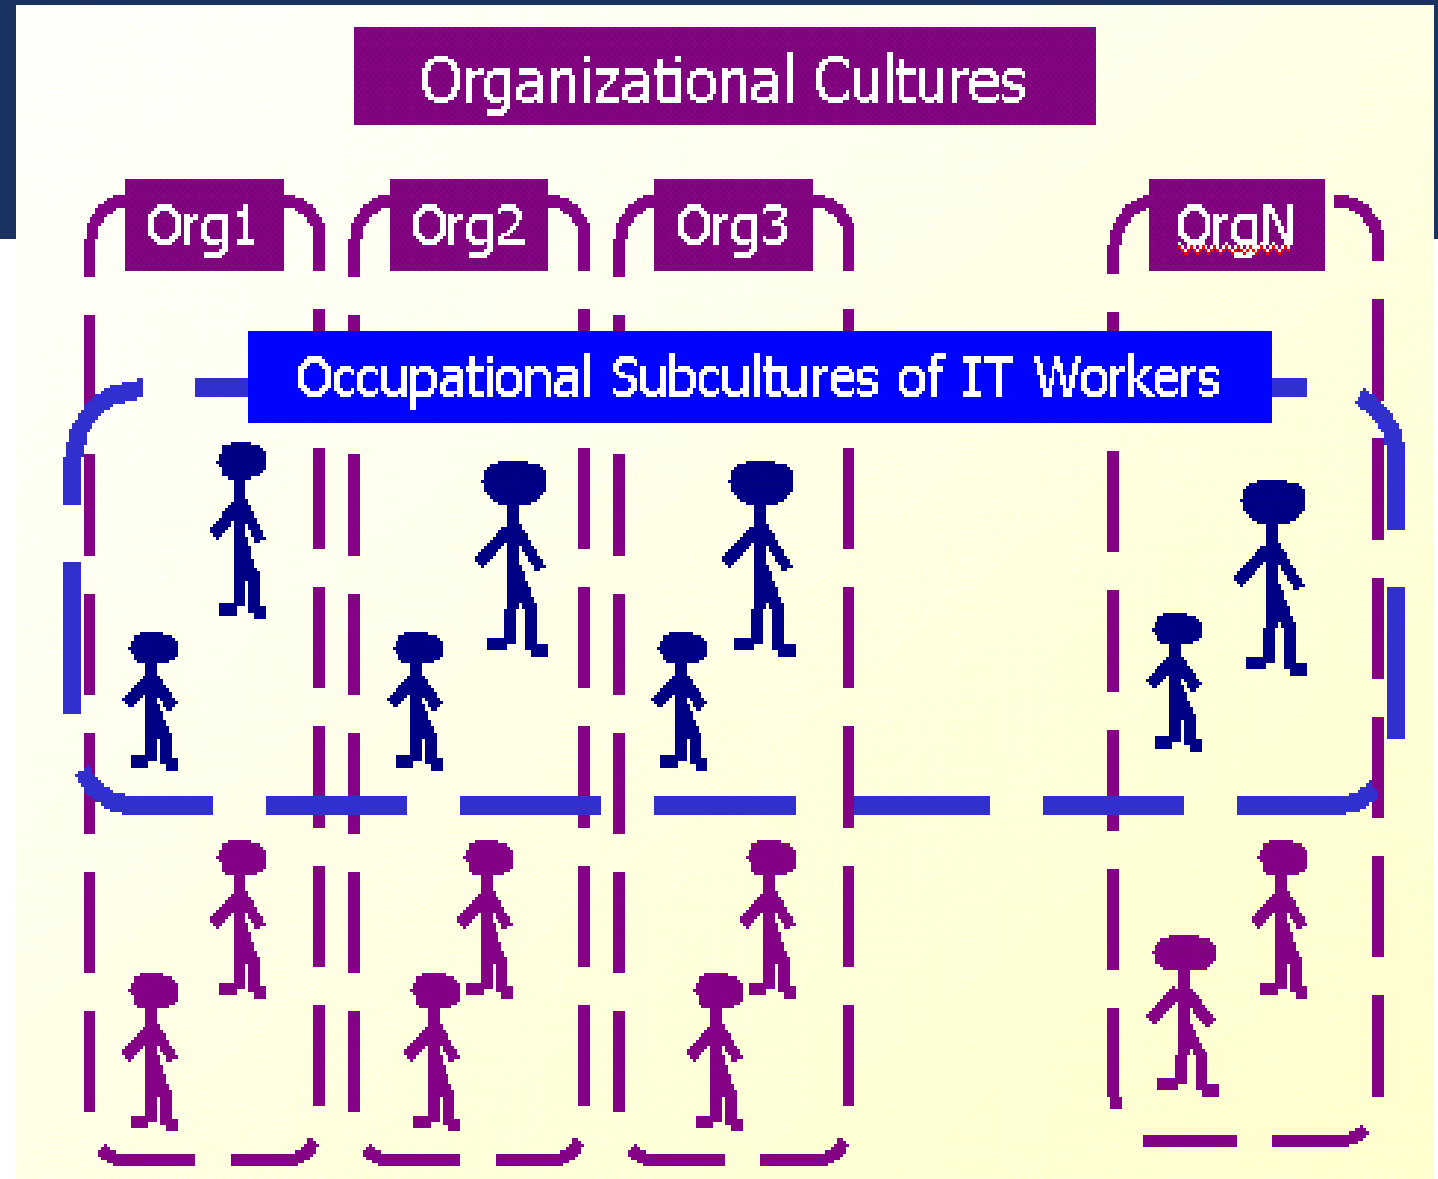 Organizational Cultures
Org1
Org2
Org3
OrgN
Occupational Subcultures of IT Workers